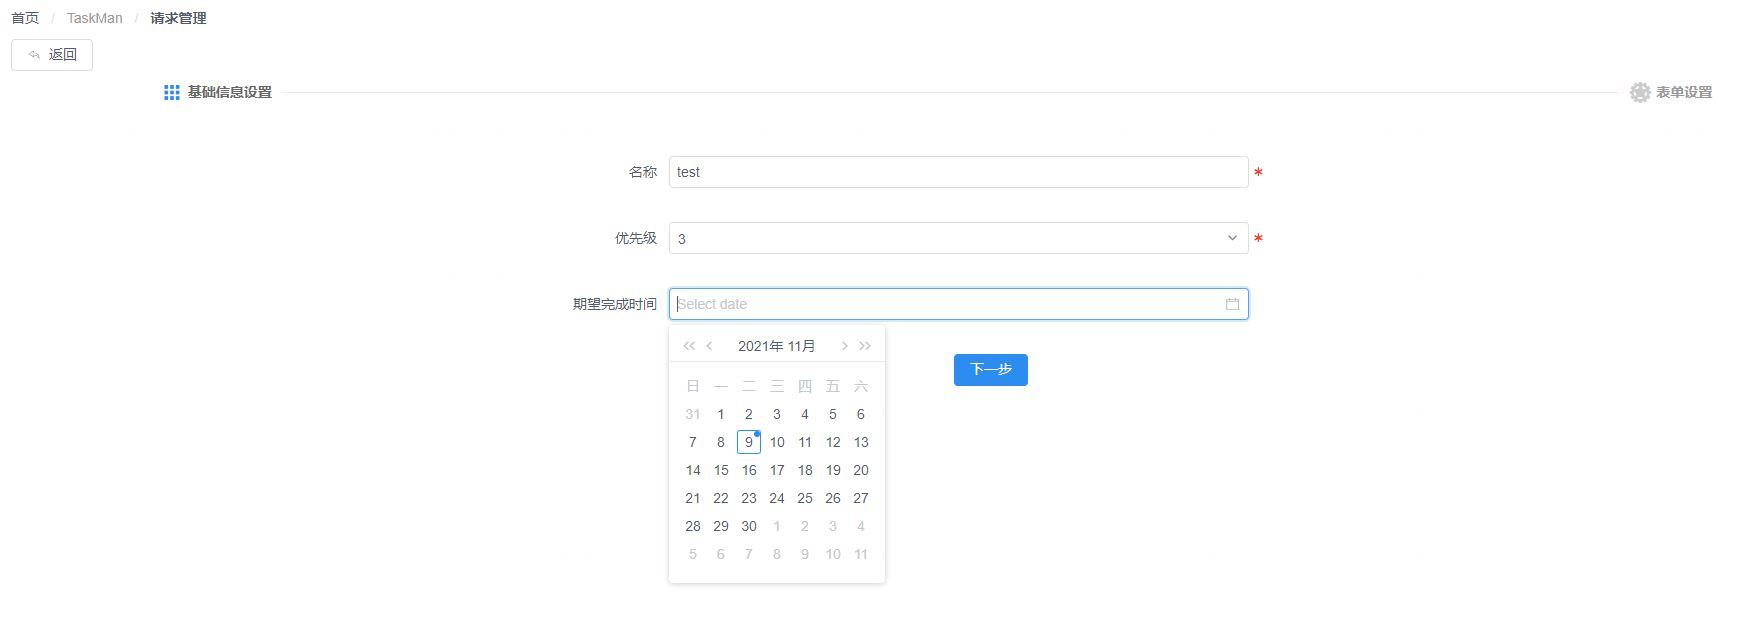 首页 / TaskMan / 请求管理
返回
基础信息设置 表单设置
名称 test *
优先级 3 *
期望完成时间 Select date
2021年 11月
下一步
日 一 二 三 四 五 六
31 1 2 3 4 5 6
7 8 9 10 11 12 13
14 15 16 17 18 19 20
21 22 23 24 25 26 27
28 29 30 1 2 3 4
5 6 7 8 9 10 11